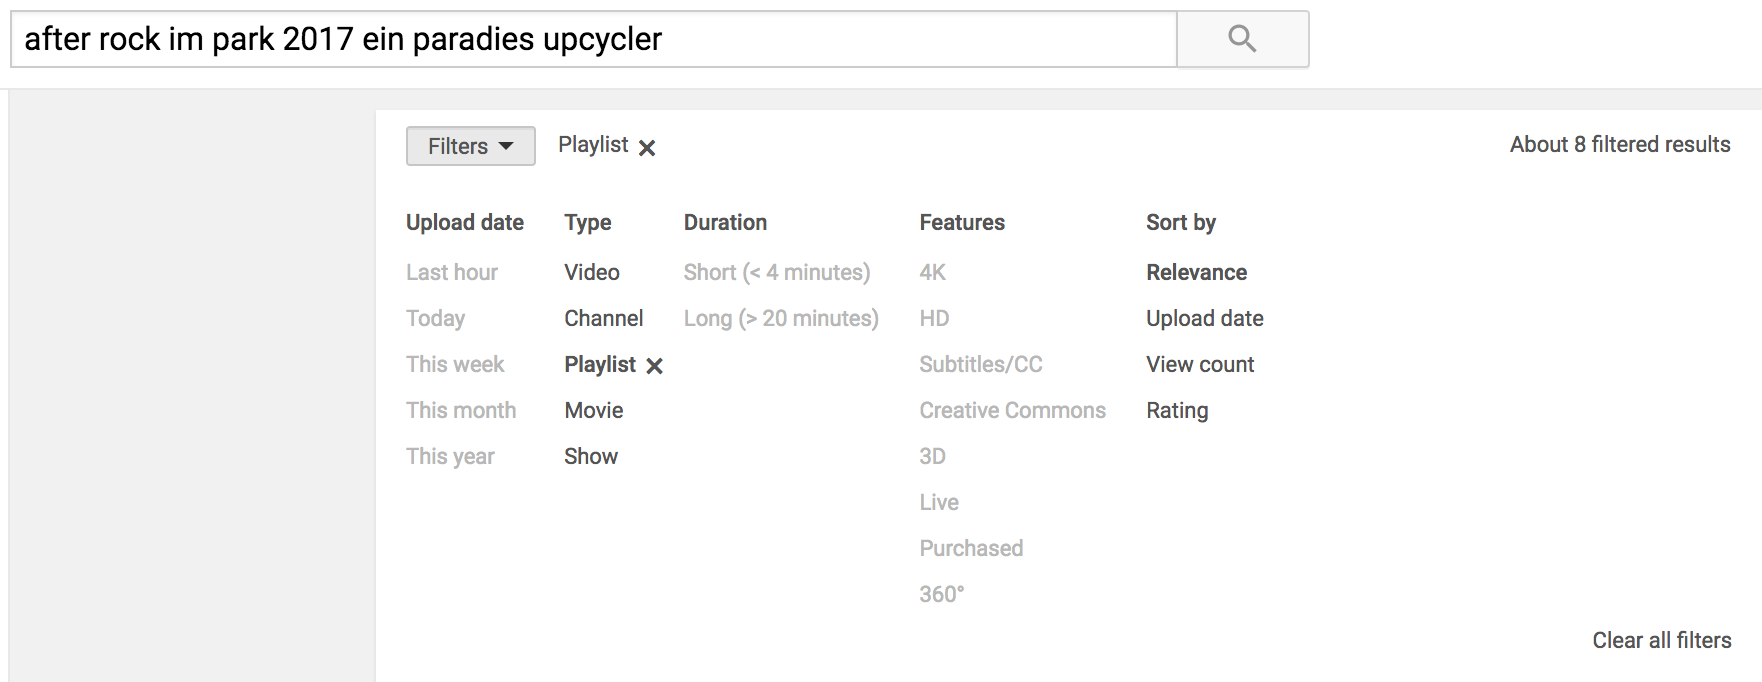 after rock im park 2017 ein paradies upcycler
Filters
Playlist
About 8 filtered results
Upload date
Last hour
Today
This week
This month
This year
Type
Video
Channel
Playlist
Movie
Show
Duration
Short (< 4 minutes)
Long (> 20 minutes)
Features
4K
HD
Subtitles/CC
Creative Commons
3D
Live
Purchased
360°
Sort by
Relevance
Upload date
View count
Rating
Clear all filters